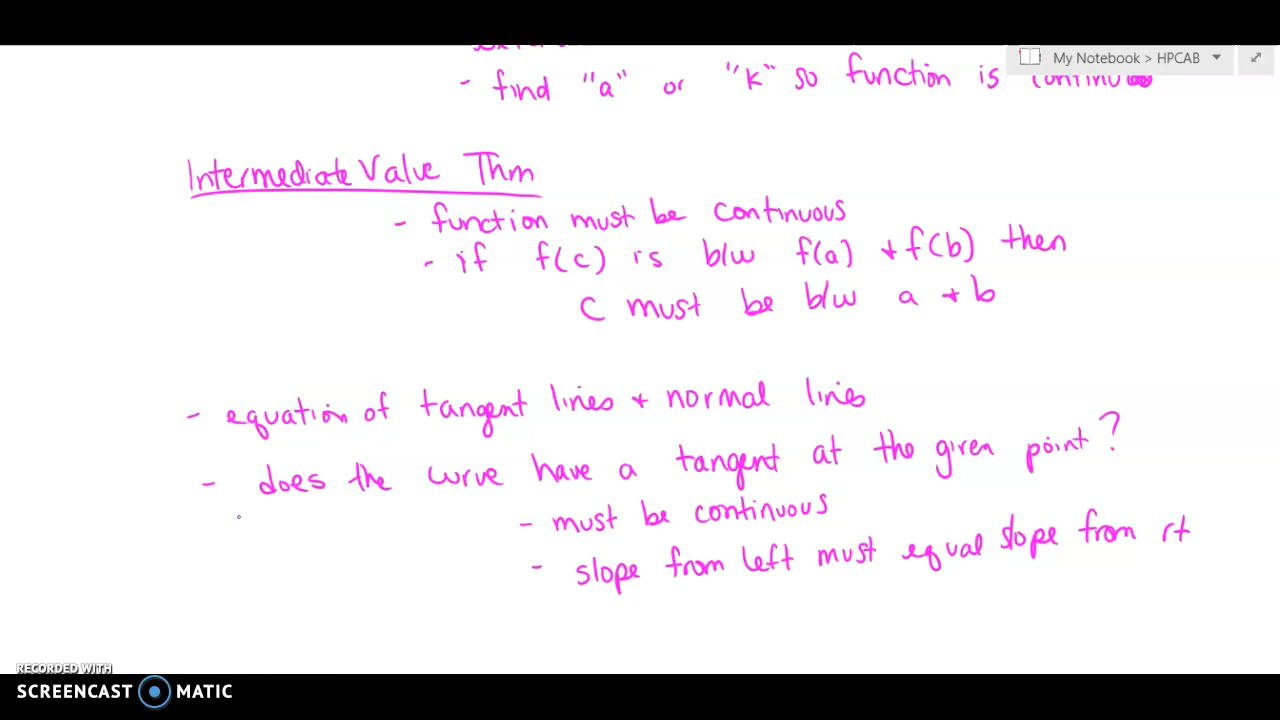 My Notebook > HPCAB
- find "a" or "k" so function is continuous
Intermediate Value Thm
- function must be continuous
- if f(c) is b/w f(a) + f(b) then
c must be b/w a + b
- equation of tangent lines + normal lines
- does the curve have a tangent at the given point?
- must be continuous
- slope from left must equal slope from rt
RECORDED WITH
SCREENCAST MATIC